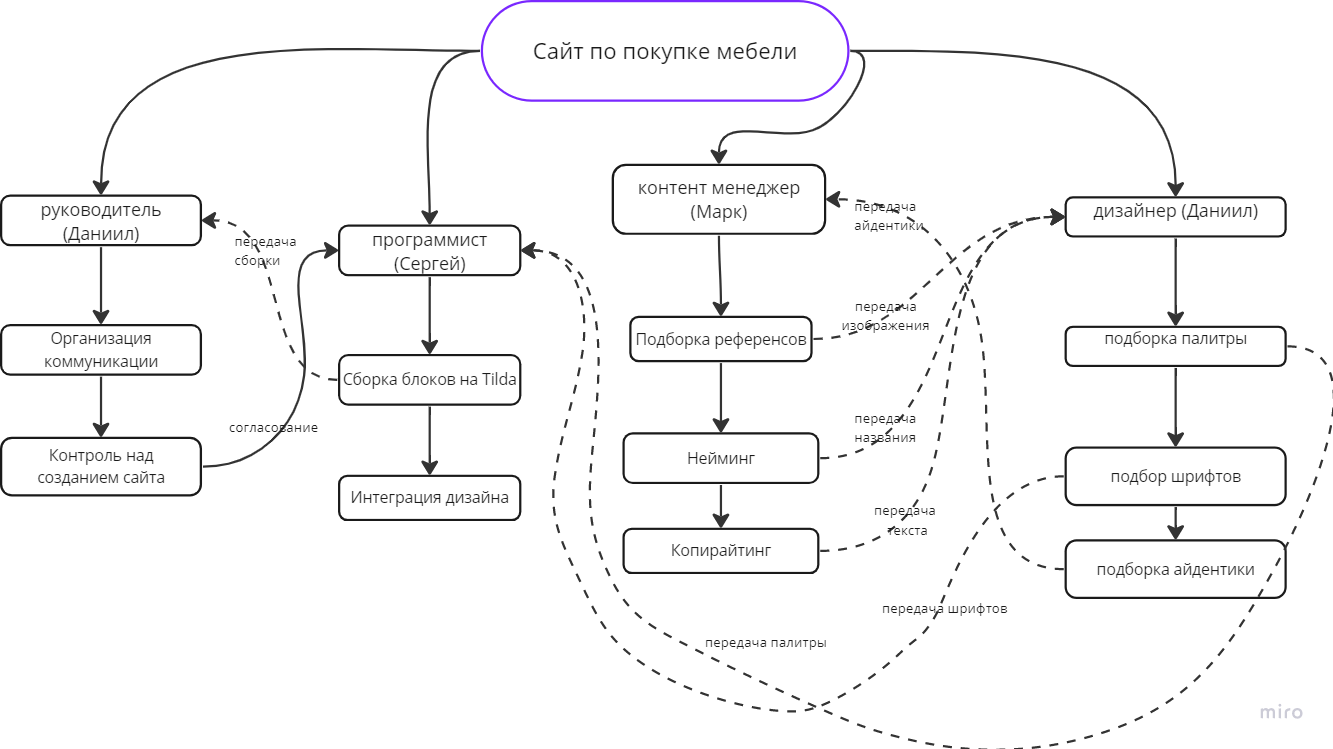 Сайт по покупке мебели
руководитель
(Даниил)
Организация
коммуникации
Контроль над
созданием сайта
передача
сборки
согласование
программист
(Сергей)
Сборка блоков на Tilda
Интеграция дизайна
контент менеджер
(Марк)
Подборка референсов
Нейминг
Копирайтинг
передача
айдентики
передача
изображения
передача
названия
передача
текста
передача шрифтов
передача палитры
дизайнер (Даниил)
подборка палитры
подбор шрифтов
подборка айдентики
miro